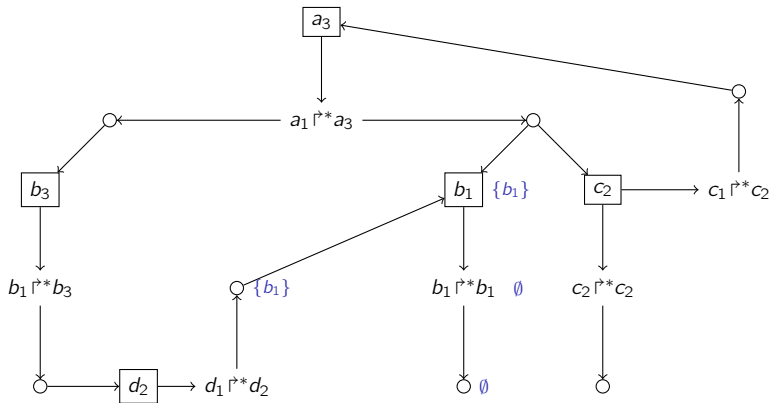 a₃
a₁ ↱* a₃
b₃
b₁ {b₁}
c₂
c₁ ↱* c₂
b₁ ↱* b₃
{b₁}
b₁ ↱* b₁ ∅
c₂ ↱* c₂
d₂
d₁ ↱* d₂
∅